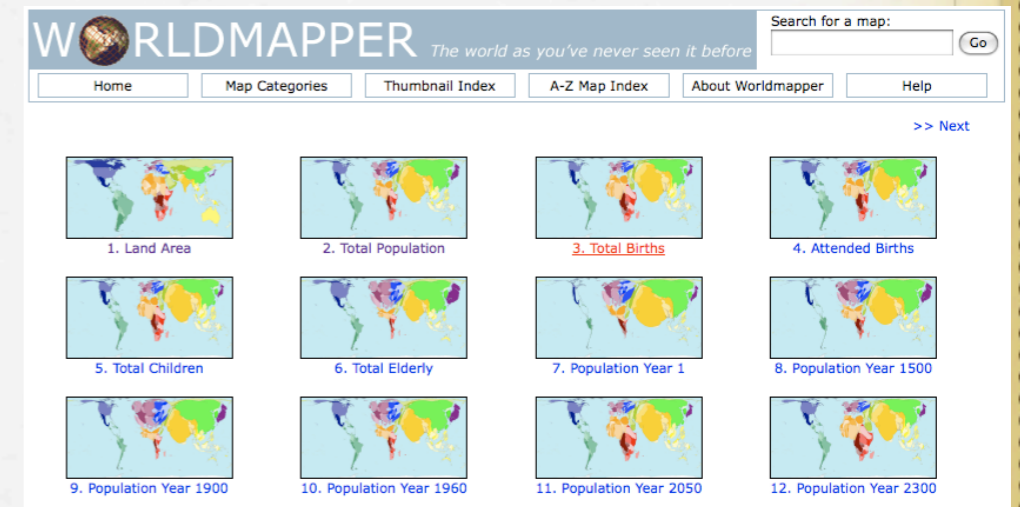 WORLDMAPPER The world as you've never seen it before
Search for a map:
Go
Home Map Categories Thumbnail Index A-Z Map Index About Worldmapper Help
>> Next
1. Land Area 2. Total Population 3. Total Births 4. Attended Births
5. Total Children 6. Total Elderly 7. Population Year 1 8. Population Year 1500
9. Population Year 1900 10. Population Year 1960 11. Population Year 2050 12. Population Year 2300